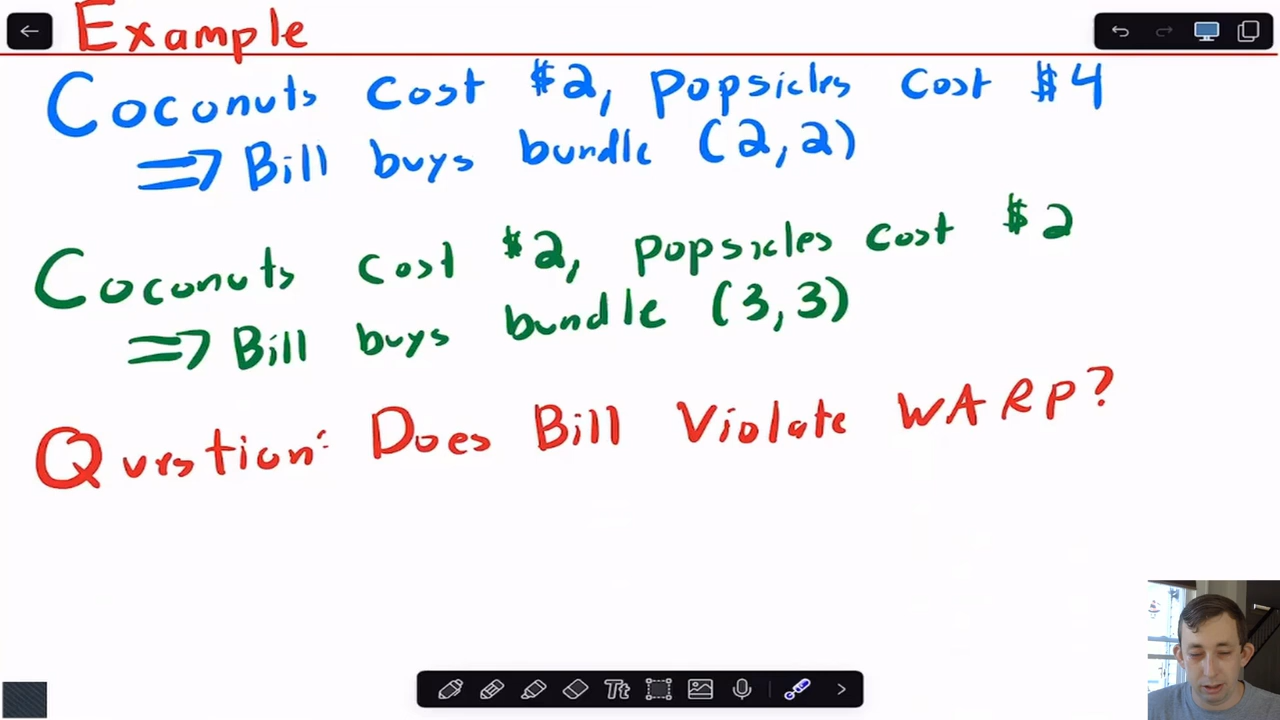 Example
Coconuts cost $2, popsicles cost $4
⇒ Bill buys bundle (2,2)
Coconuts cost $2, popsicles cost $2
⇒ Bill buys bundle (3,3)
Question: Does Bill Violate WARP?
Tt